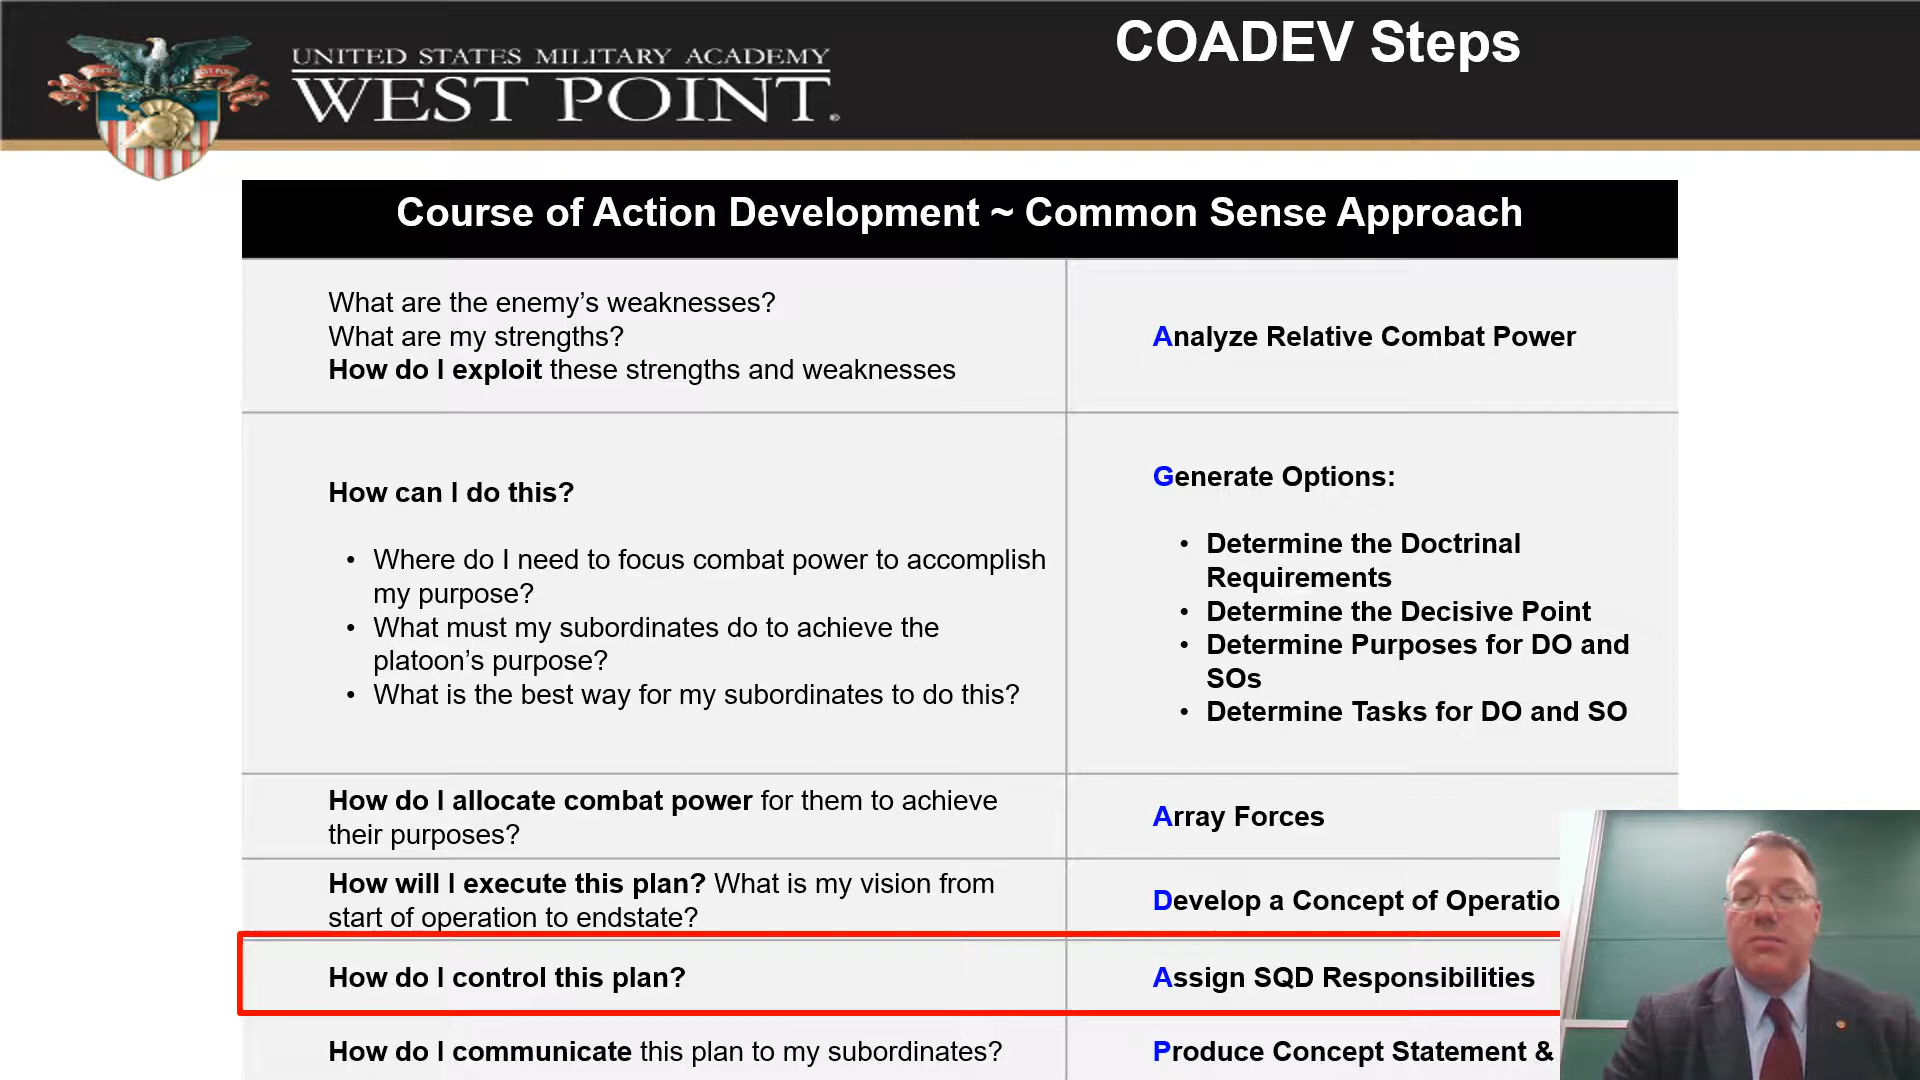 UNITED STATES MILITARY ACADEMY
WEST POINT®
COADEV Steps
Course of Action Development ~ Common Sense Approach
What are the enemy’s weaknesses?
What are my strengths?
How do I exploit these strengths and weaknesses
Analyze Relative Combat Power
How can I do this?
• Where do I need to focus combat power to accomplish
my purpose?
• What must my subordinates do to achieve the
platoon’s purpose?
• What is the best way for my subordinates to do this?
Generate Options:
• Determine the Doctrinal
Requirements
• Determine the Decisive Point
• Determine Purposes for DO and
SOs
• Determine Tasks for DO and SO
How do I allocate combat power for them to achieve
their purposes?
Array Forces
How will I execute this plan? What is my vision from
start of operation to endstate?
Develop a Concept of Operatio
How do I control this plan?
Assign SQD Responsibilities
How do I communicate this plan to my subordinates?
Produce Concept Statement &